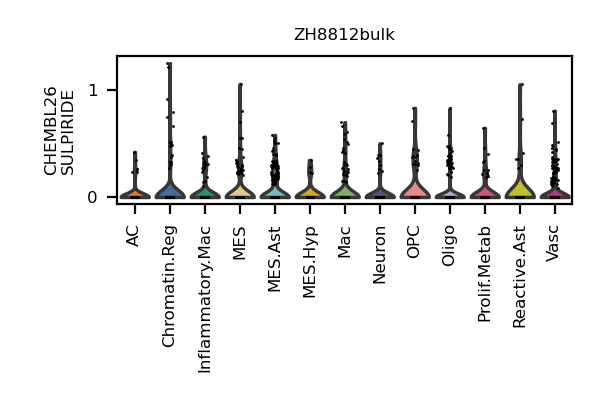 ZH8812bulk
CHEMBL26
SULPIRIDE
1
0
AC
Chromatin.Reg
Inflammatory.Mac
MES
MES.Ast
MES.Hyp
Mac
Neuron
OPC
Oligo
Prolif.Metab
Reactive.Ast
Vasc